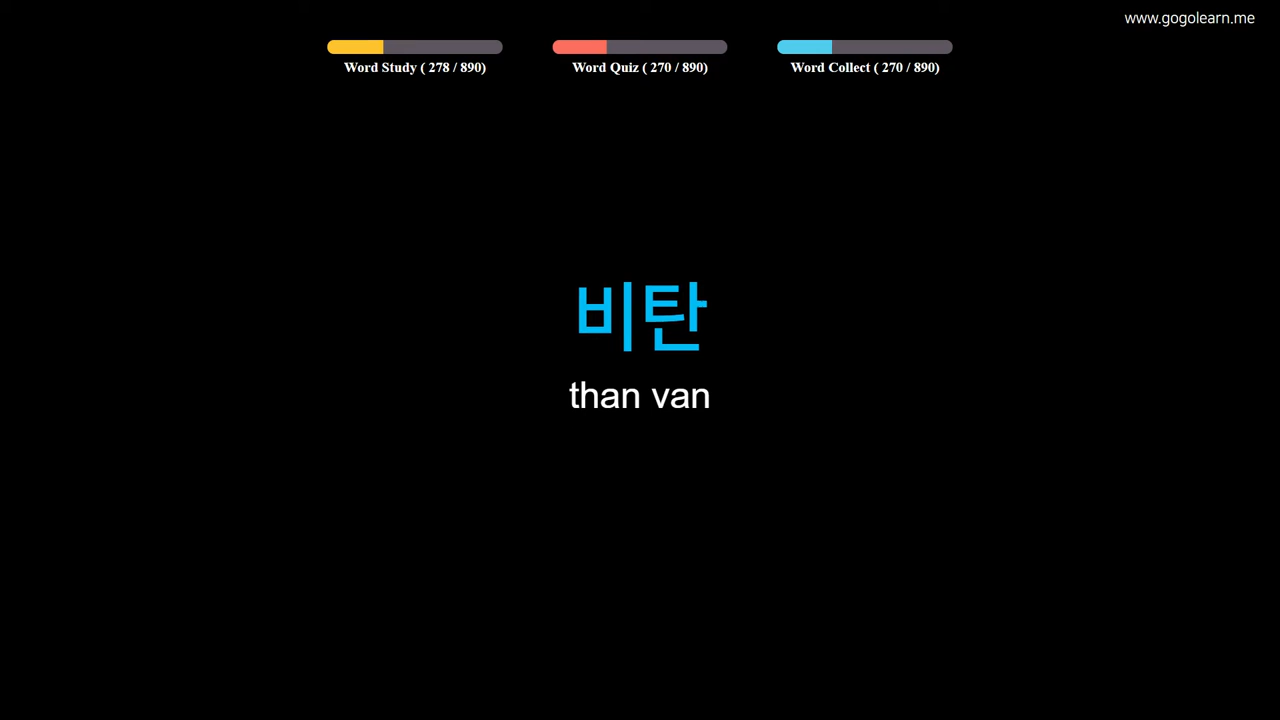 www.gogolearn.me
Word Study ( 278 / 890)
Word Quiz ( 270 / 890)
Word Collect ( 270 / 890)
비탄
than van